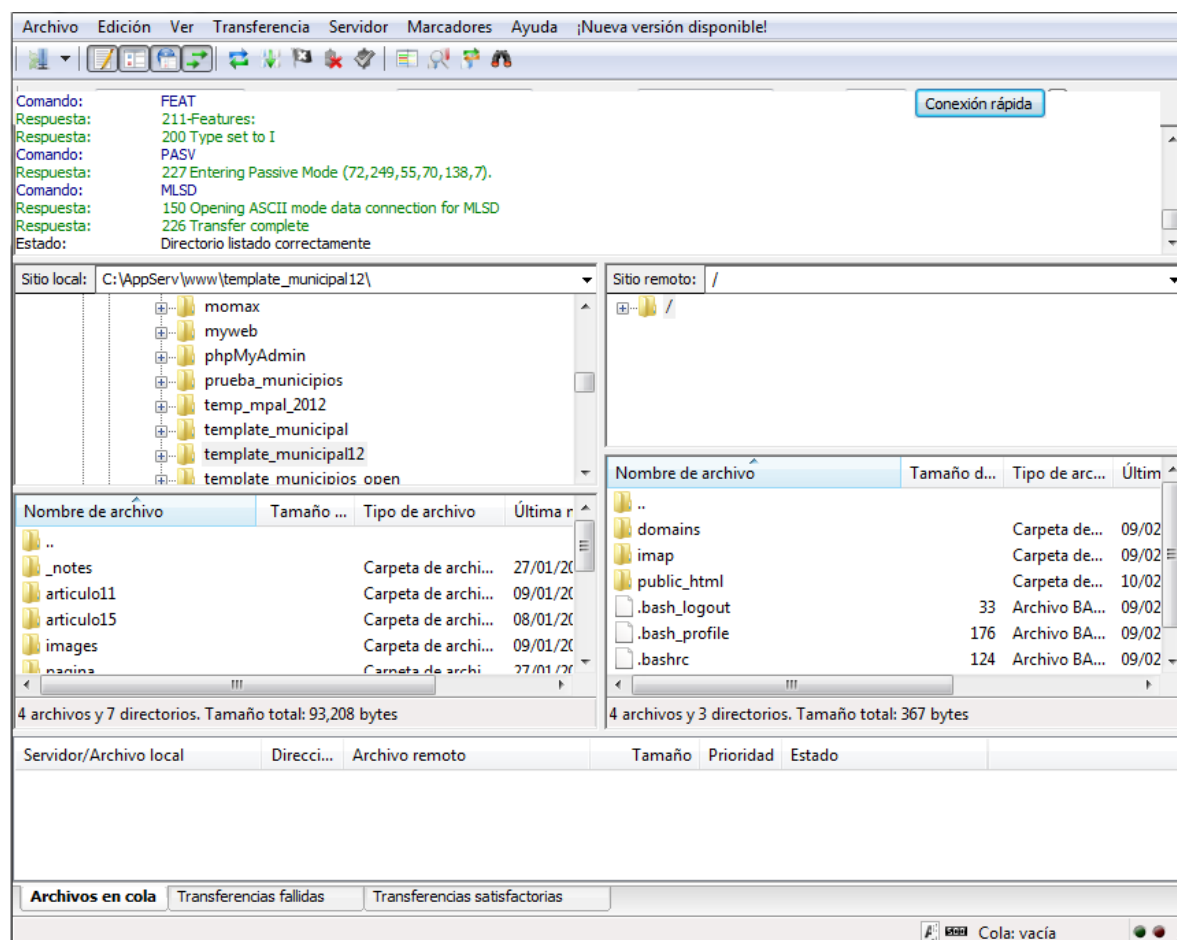 Archivo Edición Ver Transferencia Servidor Marcadores Ayuda ¡Nueva versión disponible!
Conexión rápida
Comando: FEAT
Respuesta: 211-Features:
Respuesta: 200 Type set to I
Comando: PASV
Respuesta: 227 Entering Passive Mode (72,249,55,70,138,7).
Comando: MLSD
Respuesta: 150 Opening ASCII mode data connection for MLSD
Respuesta: 226 Transfer complete
Estado: Directorio listado correctamente
Sitio local: C:\AppServ\www\template_municipal12\
momax
myweb
phpMyAdmin
prueba_municipios
temp_mpal_2012
template_municipal
template_municipal12
template_municipios_open
Nombre de archivo Tamaño ... Tipo de archivo Última r
..
_notes Carpeta de archi... 27/01/20
articulo11 Carpeta de archi... 09/01/20
articulo15 Carpeta de archi... 08/01/20
images Carpeta de archi... 09/01/20
pagina Carpeta de archi... 27/01/20
4 archivos y 7 directorios. Tamaño total: 93,208 bytes
Sitio remoto: /
/
Nombre de archivo Tamaño d... Tipo de arc... Últim
..
domains Carpeta de... 09/02
imap Carpeta de... 09/02
public_html Carpeta de... 10/02
.bash_logout 33 Archivo BA... 09/02
.bash_profile 176 Archivo BA... 09/02
.bashrc 124 Archivo BA... 09/02
4 archivos y 3 directorios. Tamaño total: 367 bytes
Servidor/Archivo local Direcci... Archivo remoto Tamaño Prioridad Estado
Archivos en cola Transferencias fallidas Transferencias satisfactorias
Cola: vacía